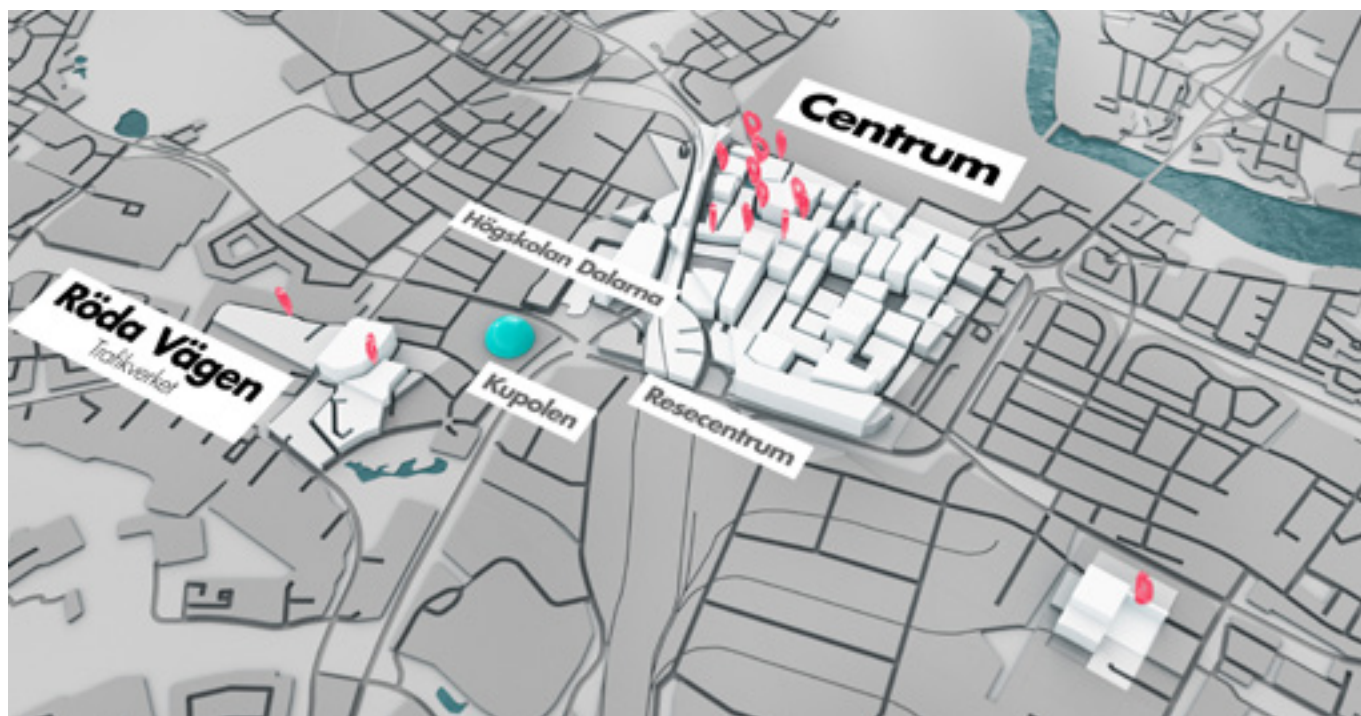 Centrum
Högskolan Dalarna
Röda Vägen
Trafikverket
Kupolen
Resecentrum